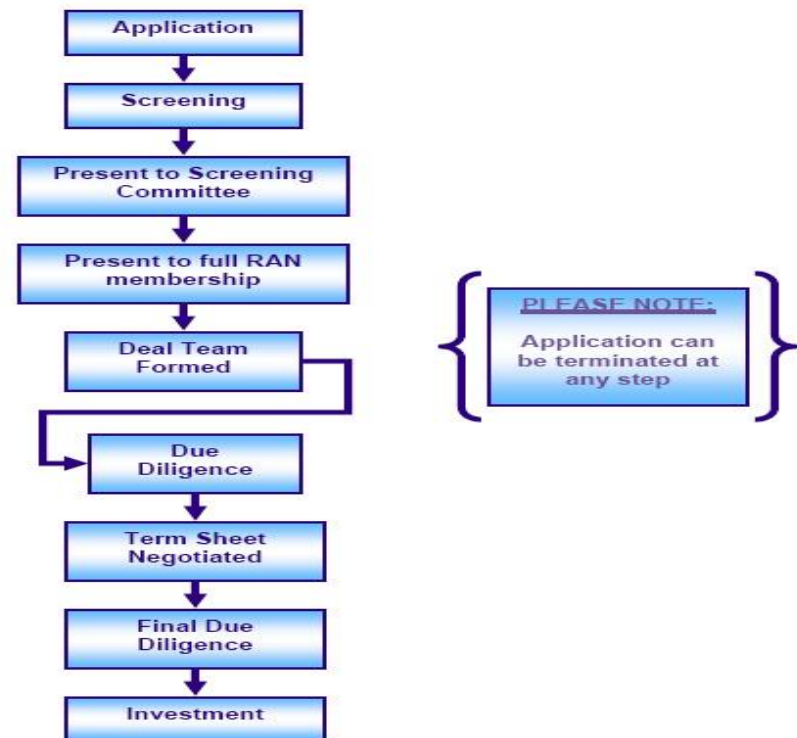 Application
Screening
Present to Screening
Committee
Present to full RAN
membership
Deal Team
Formed
Due
Diligence
Term Sheet
Negotiated
Final Due
Diligence
Investment
PLEASE NOTE:
Application can
be terminated at
any step